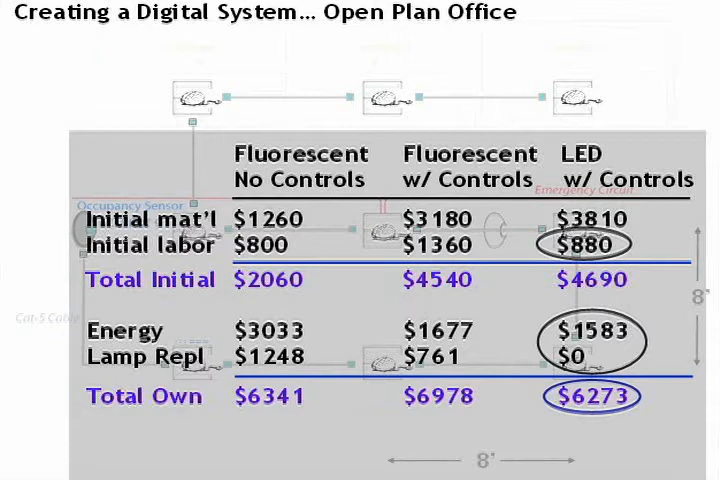 Creating a Digital System... Open Plan Office
Fluorescent Fluorescent LED
No Controls w/ Controls w/ Controls
Emergency Circuit
Occupancy Sensor
Initial mat'l $1260 $3180 $3810
Initial labor $800 $1360 $880
Total Initial $2060 $4540 $4690
8'
Cat-5 Cable
Energy $3033 $1677 $1583
Lamp Repl $1248 $761 $0
Total Own $6341 $6978 $6273
8'